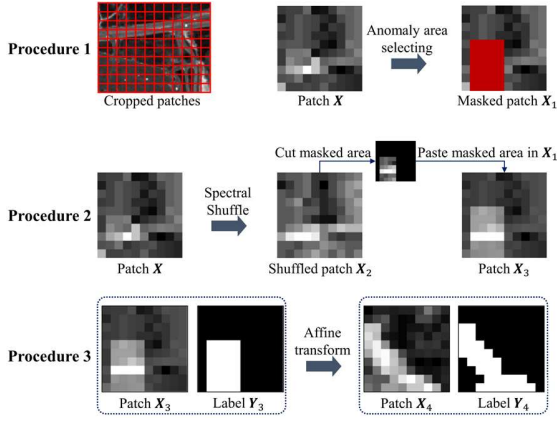 Procedure 1
Cropped patches
Patch X
Anomaly area
selecting
Masked patch X₁
Procedure 2
Patch X
Spectral
Shuffle
Cut masked area
Paste masked area in X₁
Shuffled patch X₂
Patch X₃
Procedure 3
Patch X₃
Label Y₃
Affine
transform
Patch X₄
Label Y₄